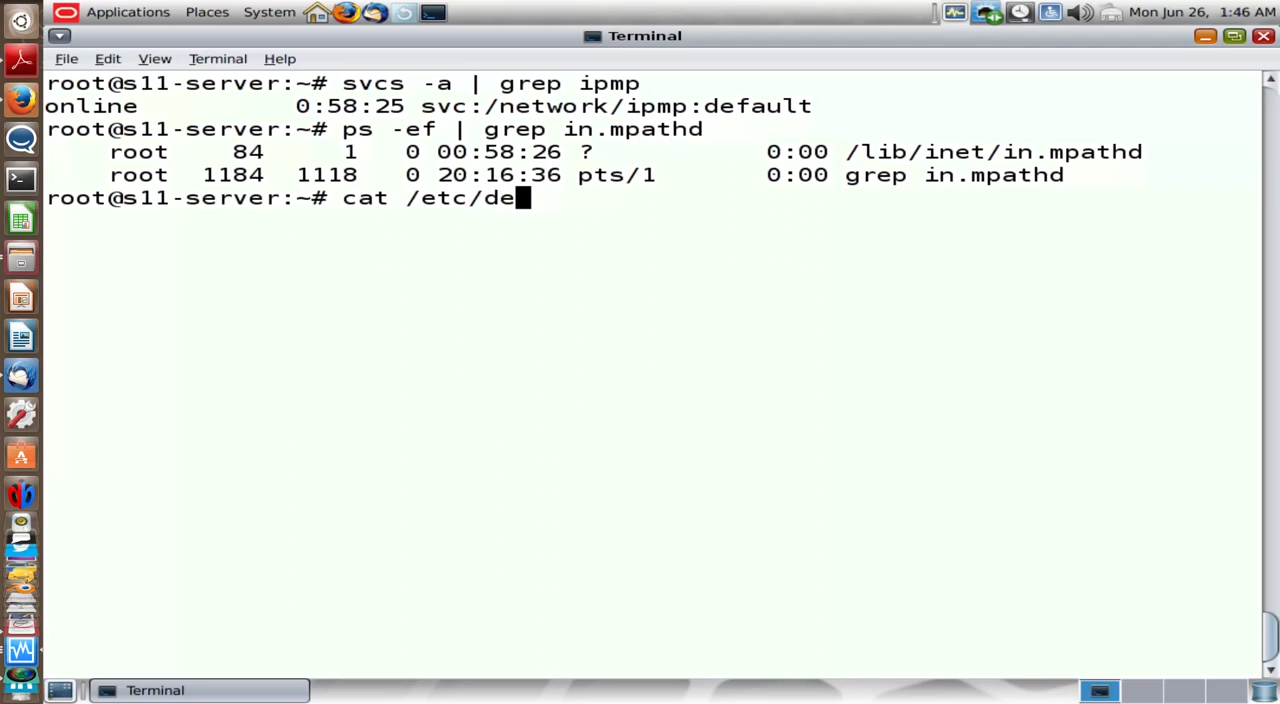 Applications Places System Mon Jun 26, 1:46 AM
Terminal
File Edit View Terminal Help
root@s11-server:~# svcs -a | grep ipmp
online 0:58:25 svc:/network/ipmp:default
root@s11-server:~# ps -ef | grep in.mpathd
root 84 1 0 00:58:26 ? 0:00 /lib/inet/in.mpathd
root 1184 1118 0 20:16:36 pts/1 0:00 grep in.mpathd
root@s11-server:~# cat /etc/de
Terminal